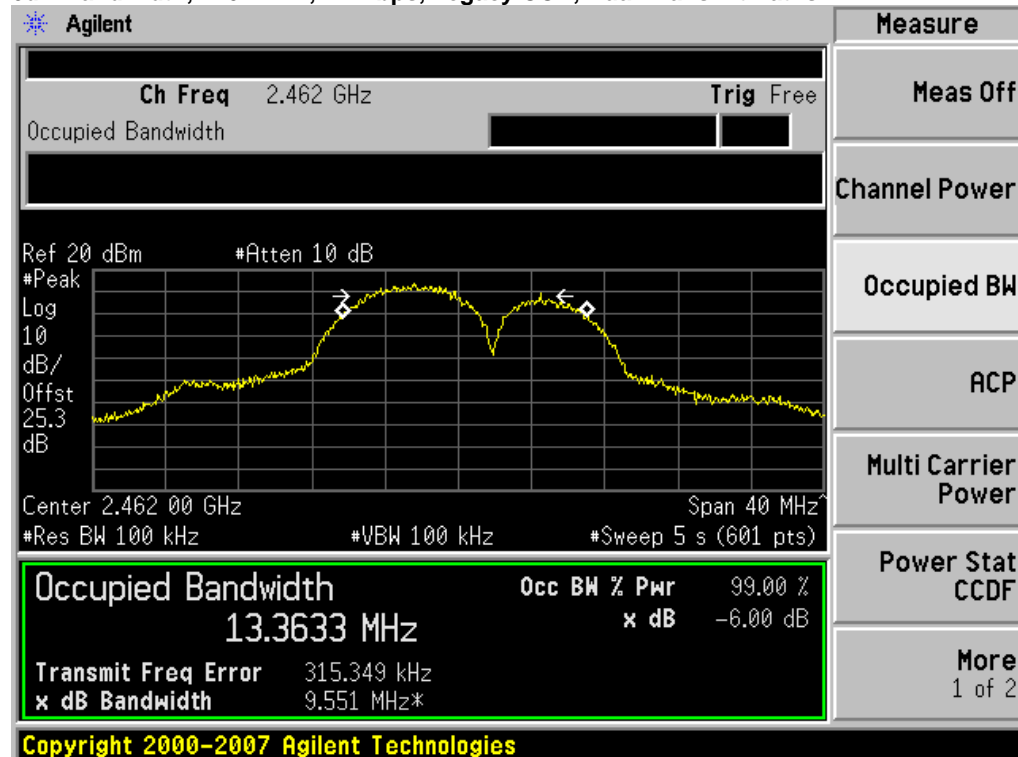 Agilent
Measure
Ch Freq 2.462 GHz Trig Free
Occupied Bandwidth
Meas Off
Channel Power
Occupied BW
ACP
Multi Carrier
Power
Power Stat
CCDF
More
1 of 2
Ref 20 dBm #Atten 10 dB
#Peak
Log
10
dB/
Offst
25.3
dB
Center 2.462 00 GHz Span 40 MHz^
#Res BW 100 kHz #VBW 100 kHz #Sweep 5 s (601 pts)
Occupied Bandwidth Occ BW % Pwr 99.00 %
13.3633 MHz x dB -6.00 dB
Transmit Freq Error 315.349 kHz
x dB Bandwidth 9.551 MHz*
Copyright 2000-2007 Agilent Technologies